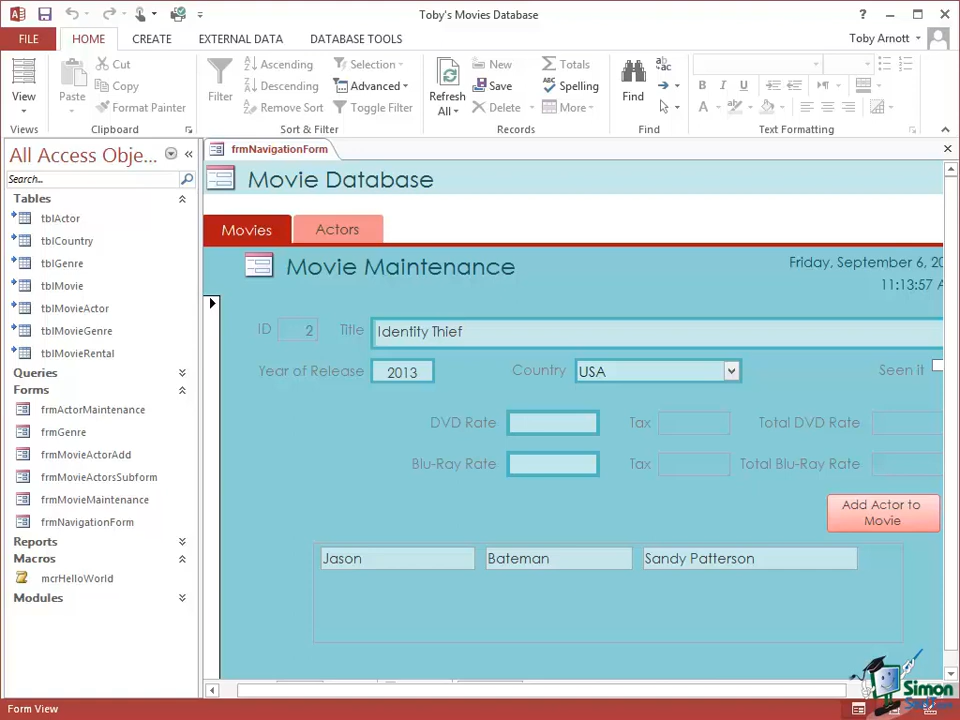 Toby's Movies Database
?
FILE HOME CREATE EXTERNAL DATA DATABASE TOOLS Toby Arnott
View
Views
Paste
Cut
Copy
Format Painter
Clipboard
Filter
Ascending
Descending
Remove Sort
Selection
Advanced
Toggle Filter
Sort & Filter
Refresh
All
New
Save
Delete
Totals
Spelling
More
Records
Find
Find
B I U
A
Text Formatting
All Access Obje...
Search...
Tables
tblActor
tblCountry
tblGenre
tblMovie
tblMovieActor
tblMovieGenre
tblMovieRental
Queries
Forms
frmActorMaintenance
frmGenre
frmMovieActorAdd
frmMovieActorsSubform
frmMovieMaintenance
frmNavigationForm
Reports
Macros
mcrHelloWorld
Modules
frmNavigationForm
Movie Database
Movies Actors
Movie Maintenance
Friday, September 6, 20
11:13:57 A
ID 2 Title Identity Thief
Year of Release 2013 Country USA Seen it
DVD Rate Tax Total DVD Rate
Blu-Ray Rate Tax Total Blu-Ray Rate
Add Actor to
Movie
Jason Bateman Sandy Patterson
Form View
Simon